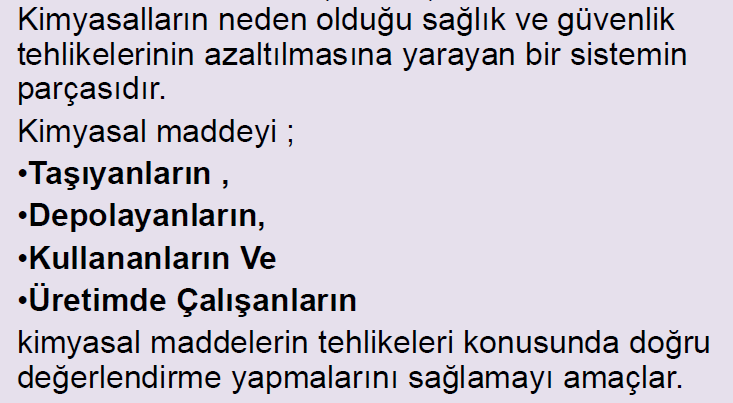 Kimyasalların neden olduğu sağlık ve güvenlik
tehlikelerinin azaltılmasına yarayan bir sistemin
parçasıdır.
Kimyasal maddeyi ;
•Taşıyanların ,
•Depolayanların,
•Kullananların Ve
•Üretimde Çalışanların
kimyasal maddelerin tehlikeleri konusunda doğru
değerlendirme yapmalarını sağlamayı amaçlar.